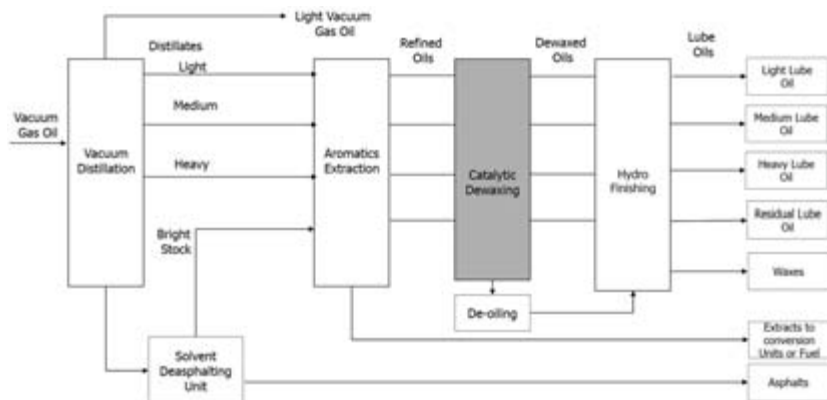 Light Vacuum
Gas Oil
Distillates
Refined
Oils
Dewaxed
Oils
Lube
Oils
Light
Light Lube
Oil
Vacuum
Gas Oil
Medium
Medium Lube
Oil
Vacuum
Distillation
Aromatics
Extraction
Catalytic
Dewaxing
Hydro
Finishing
Heavy
Heavy Lube
Oil
Bright
Stock
Residual Lube
Oil
Waxes
De-oiling
Extracts to
conversion
Units or Fuel
Solvent
Deasphalting
Unit
Asphalts